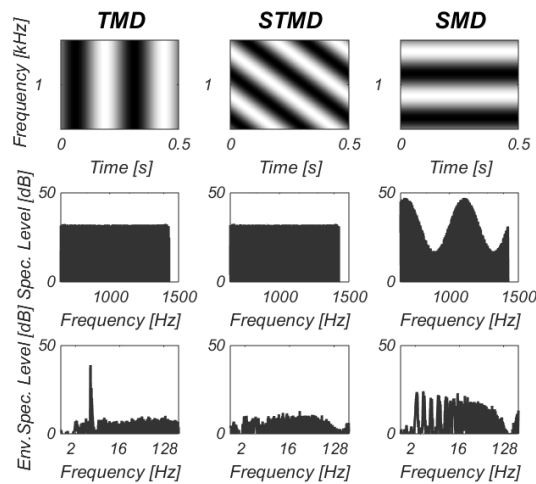 TMD STMD SMD
Frequency [kHz]
1 1 1
0 0.5 0 0.5 0 0.5
Time [s] Time [s] Time [s]
Spec. Level [dB]
50 50 50
0 0 0
1000 1500 1000 1500 1000 1500
Frequency [Hz] Frequency [Hz] Frequency [Hz]
Env.Spec. Level [dB]
50 50 50
0 0 0
2 16 128 2 16 128 2 16 128
Frequency [Hz] Frequency [Hz] Frequency [Hz]